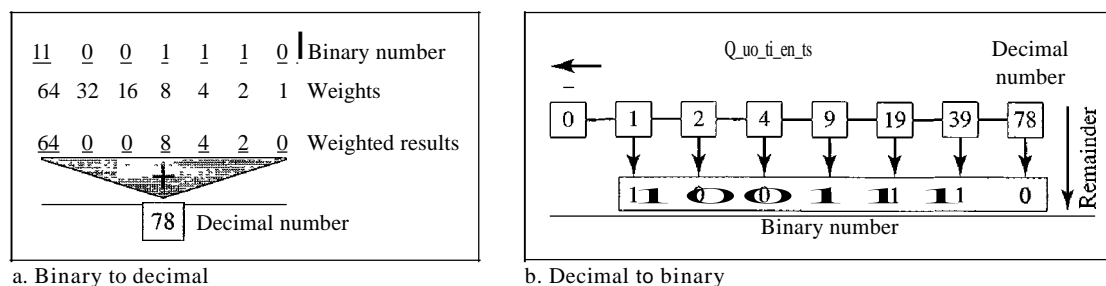 11 0 0 1 1 1 0 Binary number
64 32 16 8 4 2 1 Weights
64 0 0 8 4 2 0 Weighted results
+
78 Decimal number
a. Binary to decimal
Q_uo_ti_en_ts
Decimal
number
0 1 2 4 9 19 39 78
Remainder
1 0 0 1 1 1 0
Binary number
b. Decimal to binary